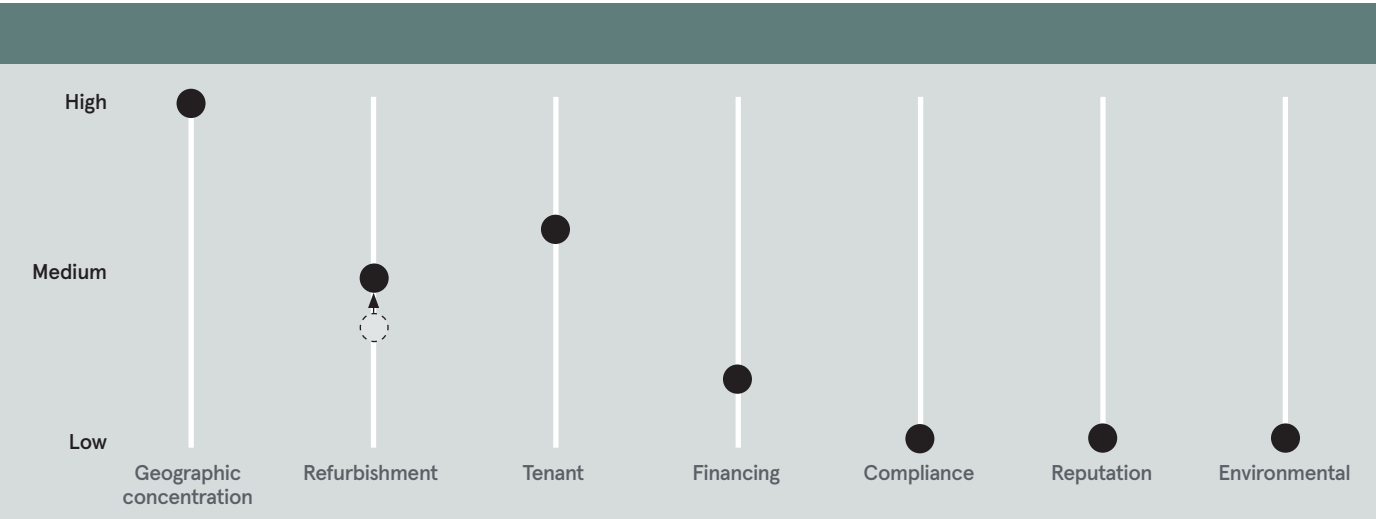 High
Medium
Low
Geographic
concentration
Refurbishment
Tenant
Financing
Compliance
Reputation
Environmental